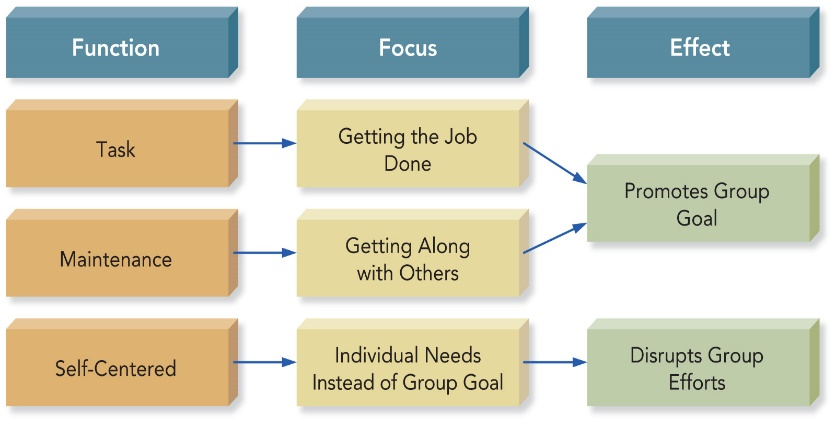 Function
Focus
Effect
Task
Getting the Job
Done
Promotes Group
Goal
Maintenance
Getting Along
with Others
Self-Centered
Individual Needs
Instead of Group Goal
Disrupts Group
Efforts